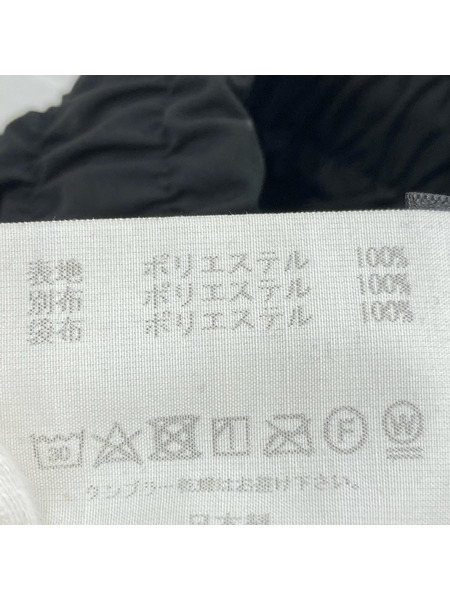 表地 ポリエステル 100%
別布 ポリエステル 100%
袋布 ポリエステル 100%
30 F W
タンブラー乾燥はお避け下さい。
日本製